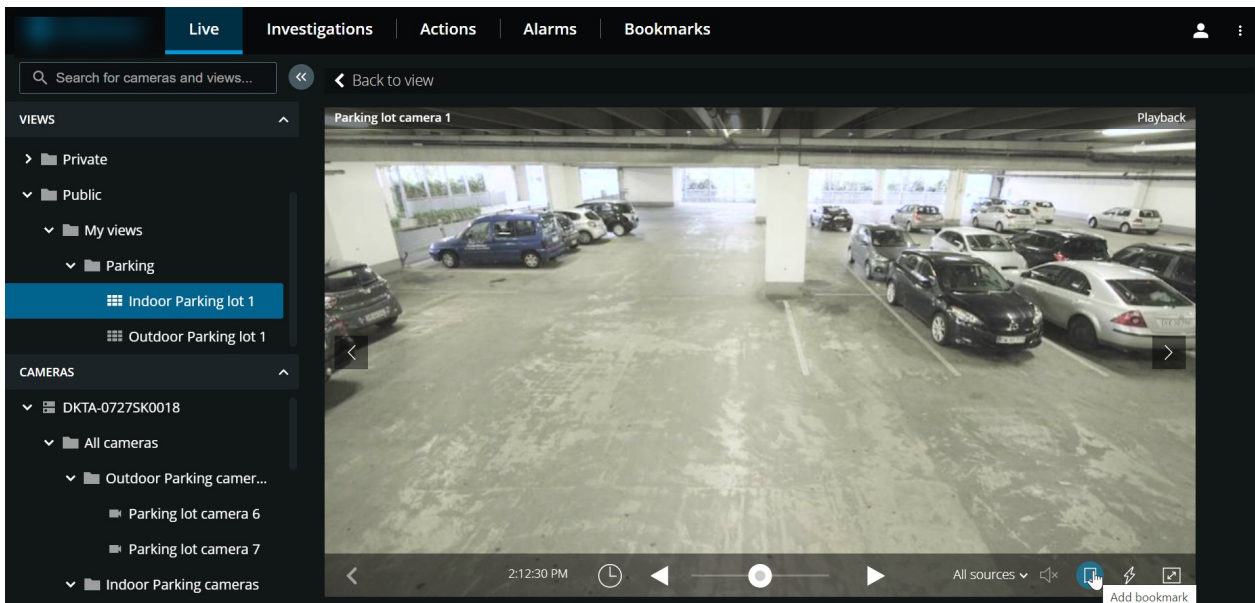 Live Investigations Actions Alarms Bookmarks
Search for cameras and views...
Back to view
VIEWS
Private
Public
My views
Parking
Indoor Parking lot 1
Outdoor Parking lot 1
CAMERAS
DKTA-0727SK0018
All cameras
Outdoor Parking camer...
Parking lot camera 6
Parking lot camera 7
Indoor Parking cameras
Parking lot camera 1 Playback
2:12:30 PM All sources
Add bookmark